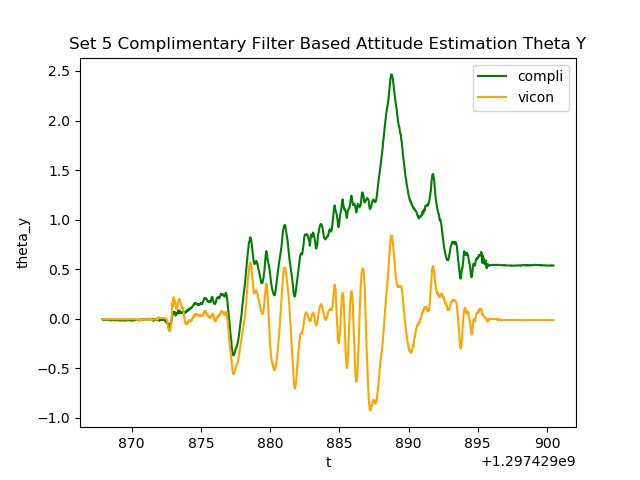 Set 5 Complimentary Filter Based Attitude Estimation Theta Y
compli
vicon
theta_y
2.5
2.0
1.5
1.0
0.5
0.0
−0.5
−1.0
870 875 880 885 890 895 900
t
+1.297429e9